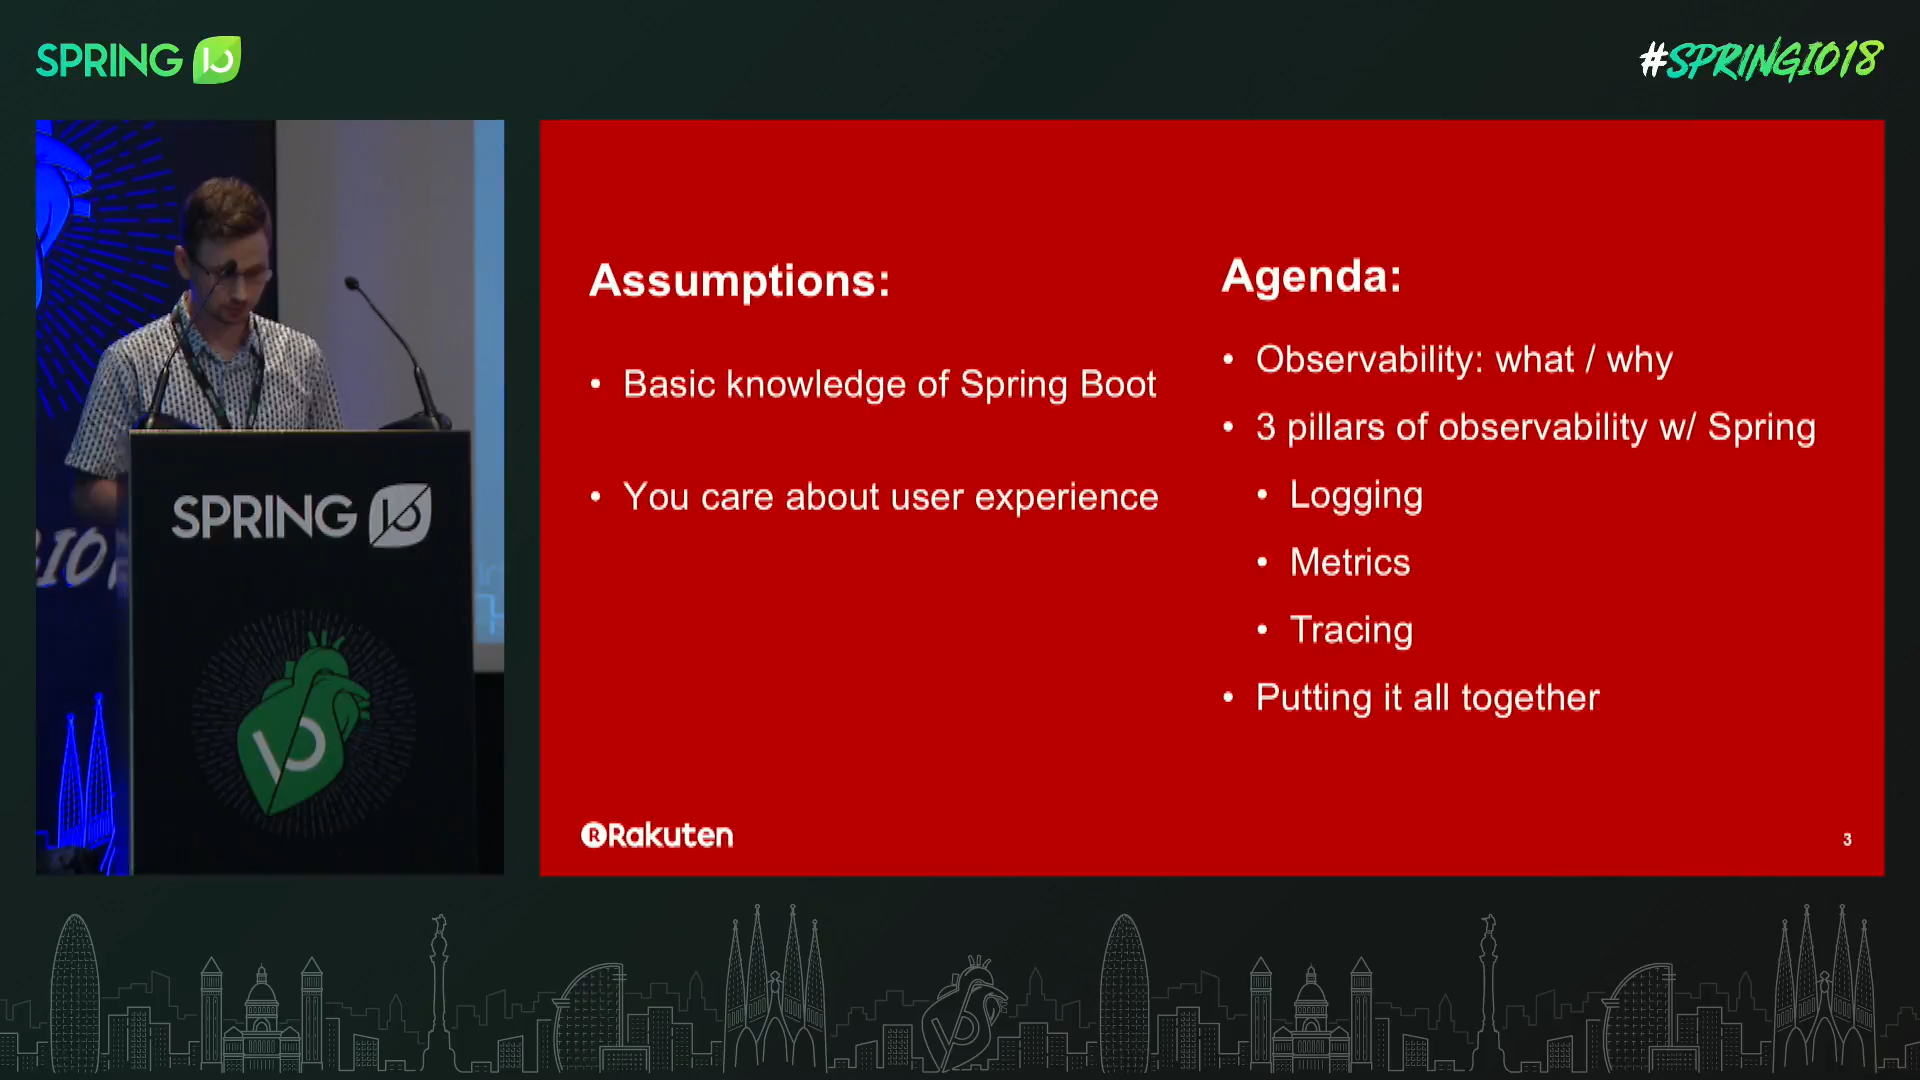 SPRING IO
#SPRINGIO18
SPRING IO
Assumptions:
• Basic knowledge of Spring Boot
• You care about user experience
Agenda:
• Observability: what / why
• 3 pillars of observability w/ Spring
• Logging
• Metrics
• Tracing
• Putting it all together
Rakuten
3